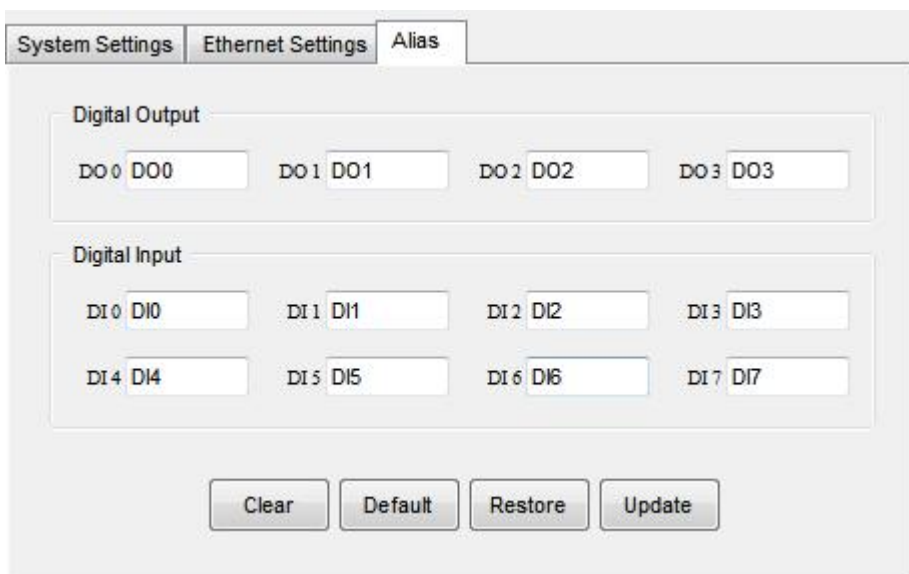 System Settings Ethernet Settings Alias
Digital Output
DO 0 DO0 DO 1 DO1 DO 2 DO2 DO 3 DO3
Digital Input
DI 0 DI0 DI 1 DI1 DI 2 DI2 DI 3 DI3
DI 4 DI4 DI 5 DI5 DI 6 DI6 DI 7 DI7
Clear Default Restore Update